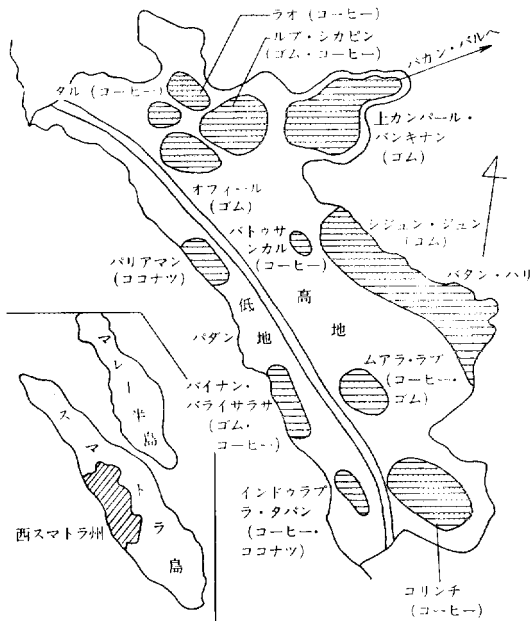 ラオ (コーヒー)
ルブ・シカピン
(ゴム・コーヒー)
パカン・バルへ
タル (コーヒー)
上カンパール・
バンキナン
(ゴム)
オフィール
(ゴム)
シジュン・ジュン
(ゴム)
バトゥサ
ンカル
(コーヒー)
パリアマン
(ココナツ)
バタン・ハリ
高
地
低
地
パダン
ムアラ・ラブ
(コーヒー・
ゴム)
バイナン・
バライサラサ
(ゴム・
コーヒー)
インドゥラプ
ラ・タパン
(コーヒー・
ココナツ)
コリンチ
(コーヒー)
マレー半島
スマトラ島
西スマトラ州